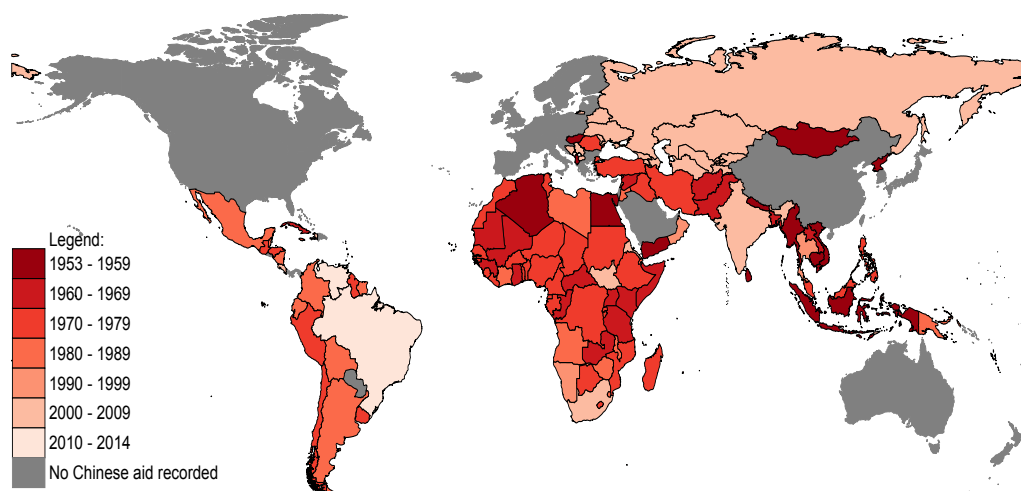 Legend:
1953 - 1959
1960 - 1969
1970 - 1979
1980 - 1989
1990 - 1999
2000 - 2009
2010 - 2014
No Chinese aid recorded